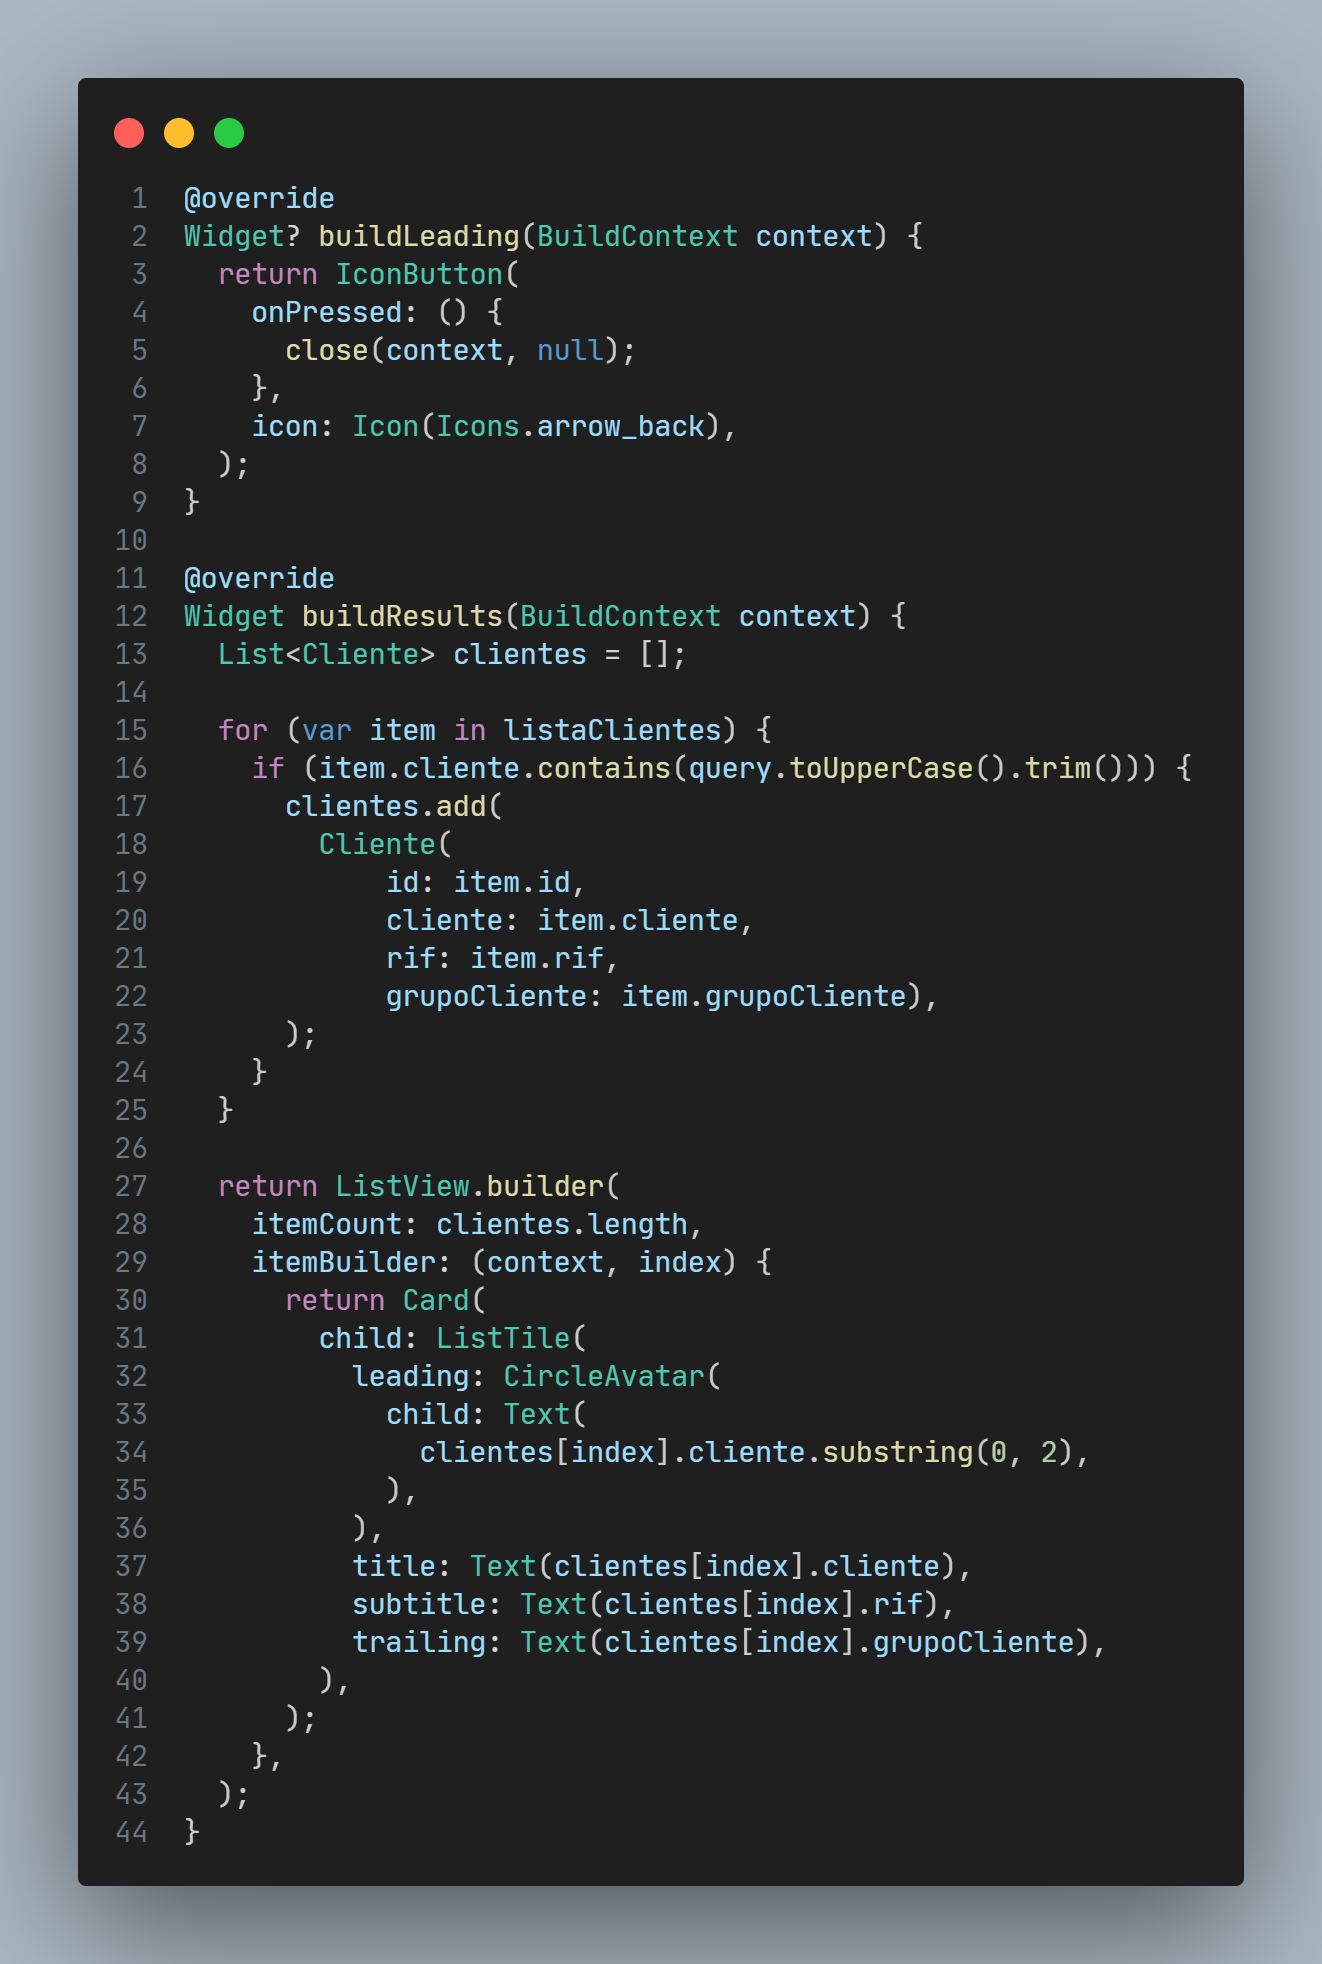 1 @override
2 Widget? buildLeading(BuildContext context) {
3   return IconButton(
4     onPressed: () {
5       close(context, null);
6     },
7     icon: Icon(Icons.arrow_back),
8   );
9 }
10
11 @override
12 Widget buildResults(BuildContext context) {
13   List<Cliente> clientes = [];
14
15   for (var item in listaClientes) {
16     if (item.cliente.contains(query.toUpperCase().trim())) {
17       clientes.add(
18         Cliente(
19             id: item.id,
20             cliente: item.cliente,
21             rif: item.rif,
22             grupoCliente: item.grupoCliente),
23       );
24     }
25   }
26
27   return ListView.builder(
28     itemCount: clientes.length,
29     itemBuilder: (context, index) {
30       return Card(
31         child: ListTile(
32           leading: CircleAvatar(
33             child: Text(
34               clientes[index].cliente.substring(0, 2),
35             ),
36           ),
37           title: Text(clientes[index].cliente),
38           subtitle: Text(clientes[index].rif),
39           trailing: Text(clientes[index].grupoCliente),
40         ),
41       );
42     },
43   );
44 }